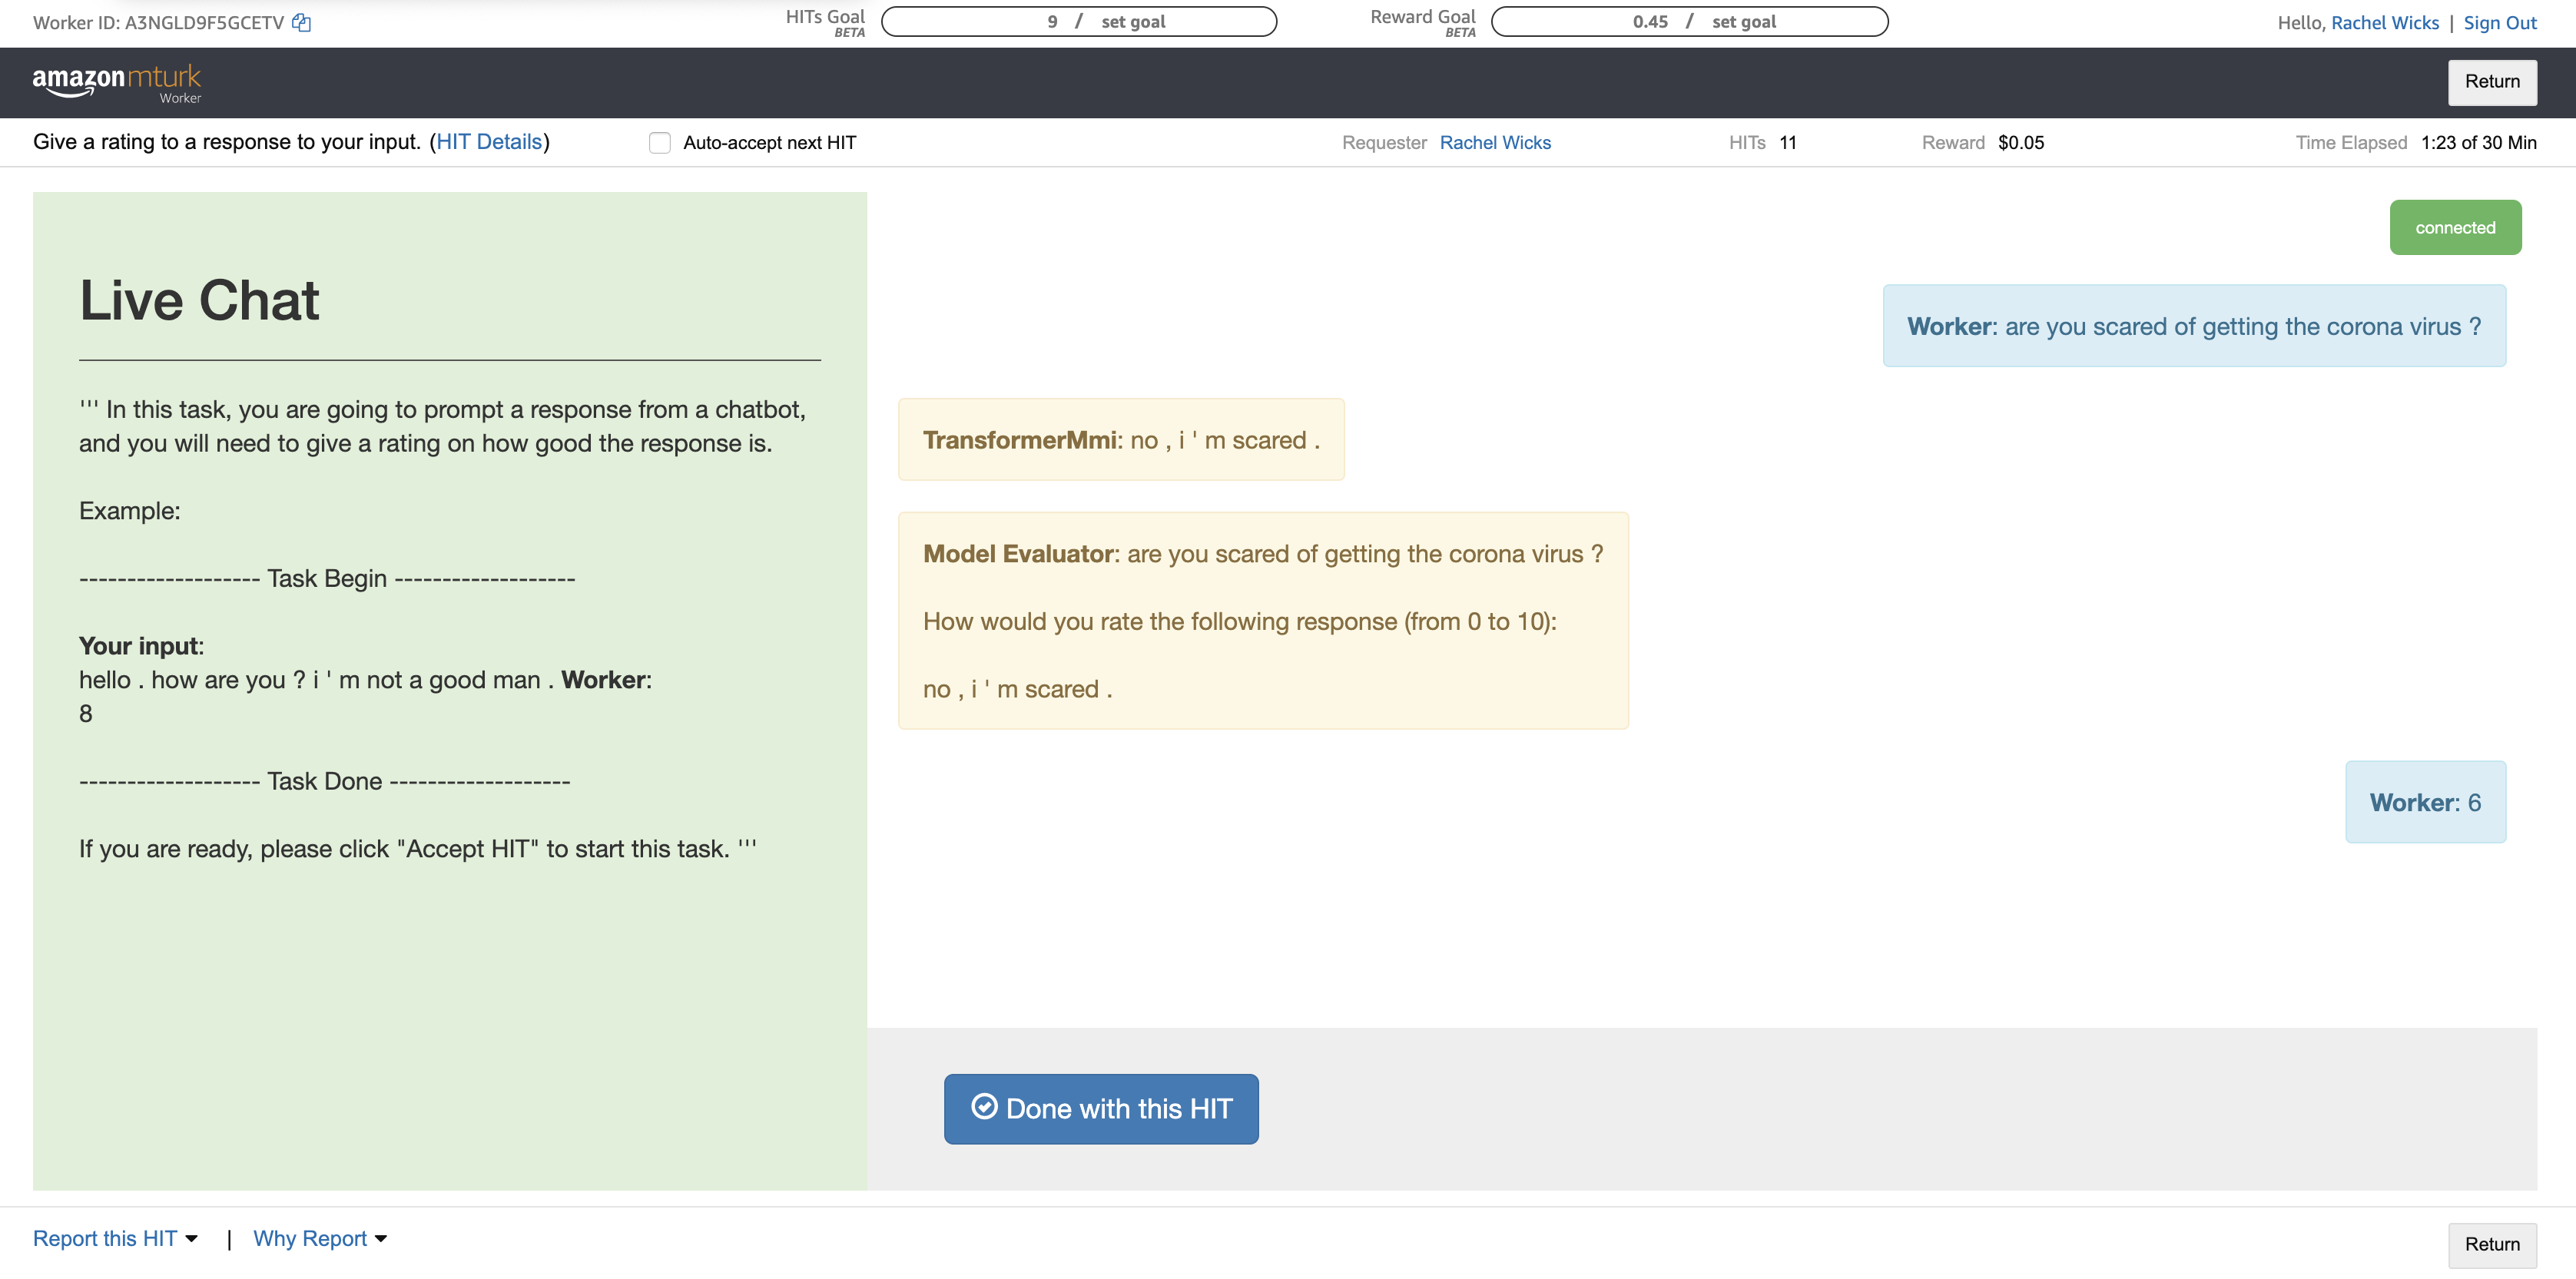 Worker ID: A3NGLD9F5GCETV
HITs Goal
BETA
9 / set goal
Reward Goal
BETA
0.45 / set goal
Hello, Rachel Wicks | Sign Out
amazonmturk
Worker
Return
Give a rating to a response to your input. (HIT Details)
Auto-accept next HIT
Requester Rachel Wicks
HITs 11
Reward $0.05
Time Elapsed 1:23 of 30 Min
Live Chat
''' In this task, you are going to prompt a response from a chatbot,
and you will need to give a rating on how good the response is.
Example:
------------------- Task Begin -------------------
Your input:
hello . how are you ? i ' m not a good man . Worker:
8
------------------- Task Done -------------------
If you are ready, please click "Accept HIT" to start this task. '''
connected
Worker: are you scared of getting the corona virus ?
TransformerMmi: no , i ' m scared .
Model Evaluator: are you scared of getting the corona virus ?
How would you rate the following response (from 0 to 10):
no , i ' m scared .
Worker: 6
Done with this HIT
Report this HIT | Why Report
Return